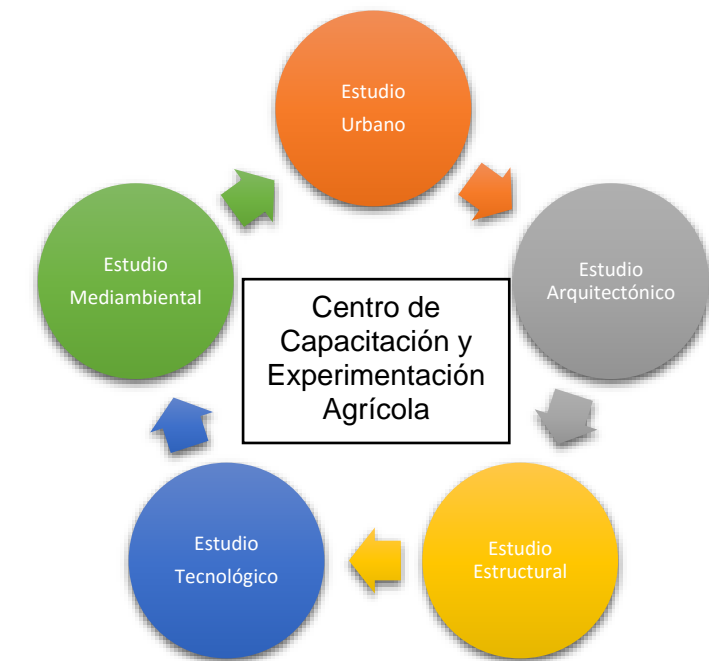 Estudio
Urbano
Estudio
Arquitectónico
Estudio
Mediambiental
Centro de
Capacitación y
Experimentación
Agrícola
Estudio
Estructural
Estudio
Tecnológico